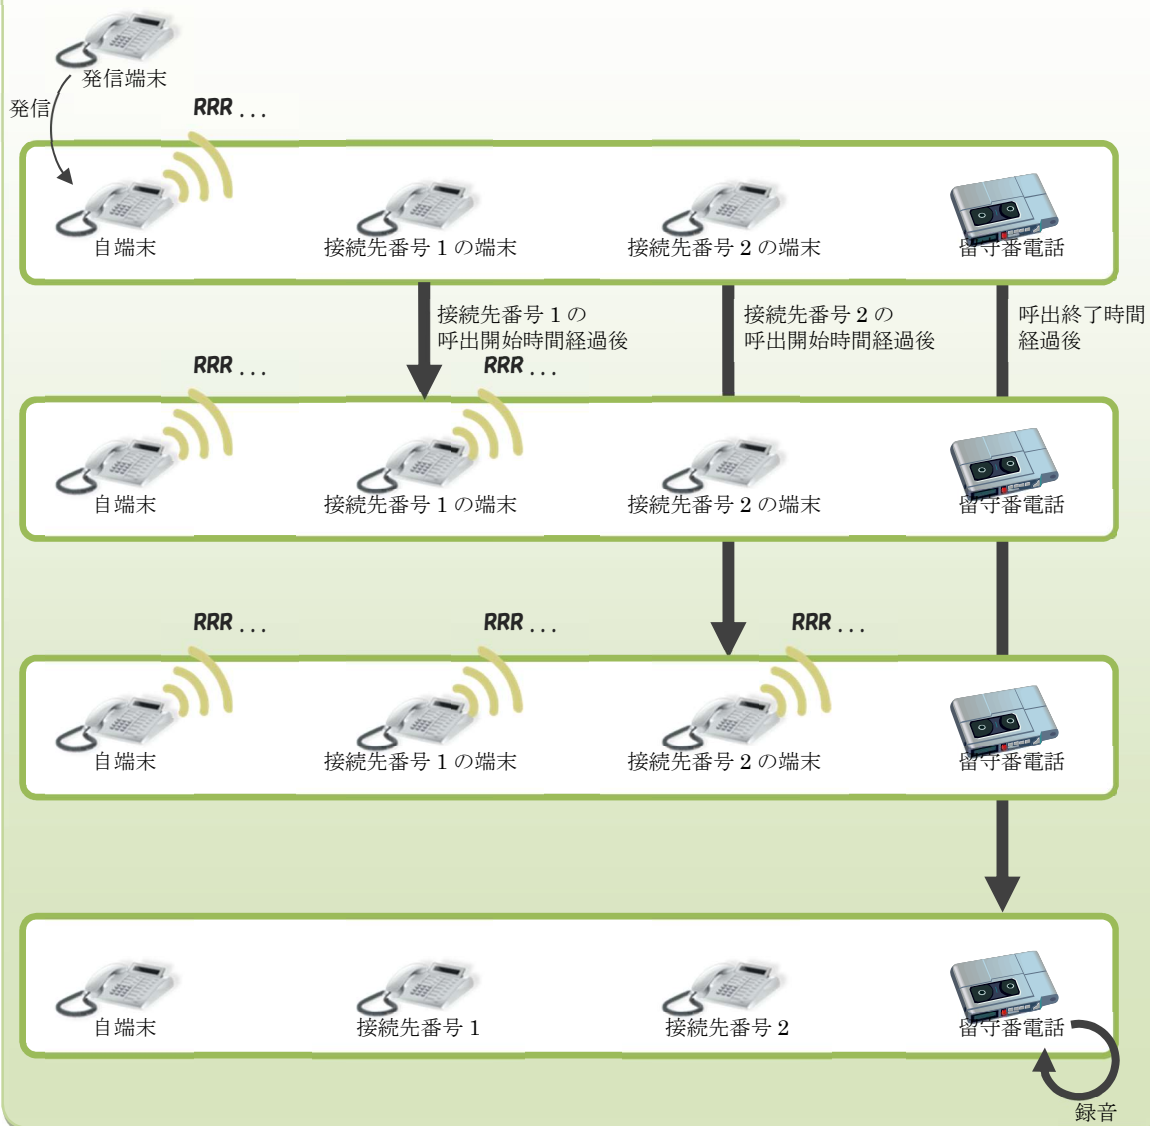 発信端末
発信
RRR ...
自端末
接続先番号 1 の端末
接続先番号 2 の端末
留守番電話
接続先番号 1 の
呼出開始時間経過後
接続先番号 2 の
呼出開始時間経過後
呼出終了時間
経過後
RRR ...
RRR ...
自端末
接続先番号 1 の端末
接続先番号 2 の端末
留守番電話
RRR ...
RRR ...
RRR ...
自端末
接続先番号 1 の端末
接続先番号 2 の端末
留守番電話
自端末
接続先番号 1
接続先番号 2
留守番電話
録音